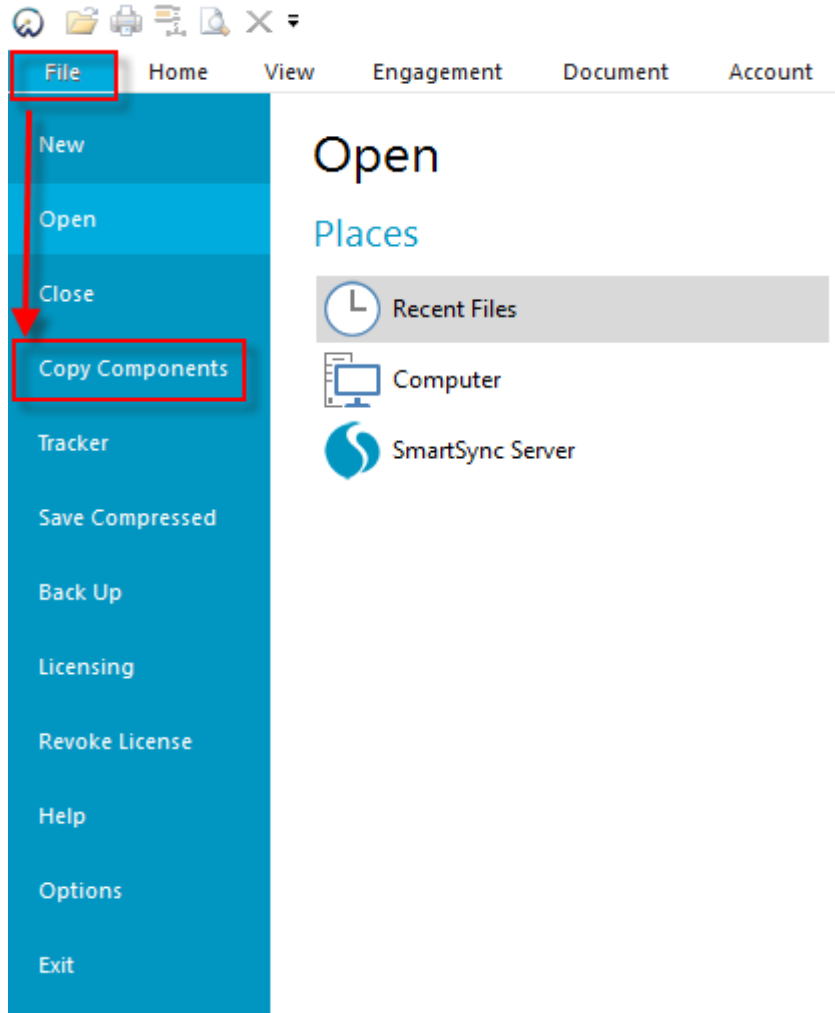 File Home View Engagement Document Account
New
Open
Close
Copy Components
Tracker
Save Compressed
Back Up
Licensing
Revoke License
Help
Options
Exit
Open
Places
Recent Files
Computer
SmartSync Server